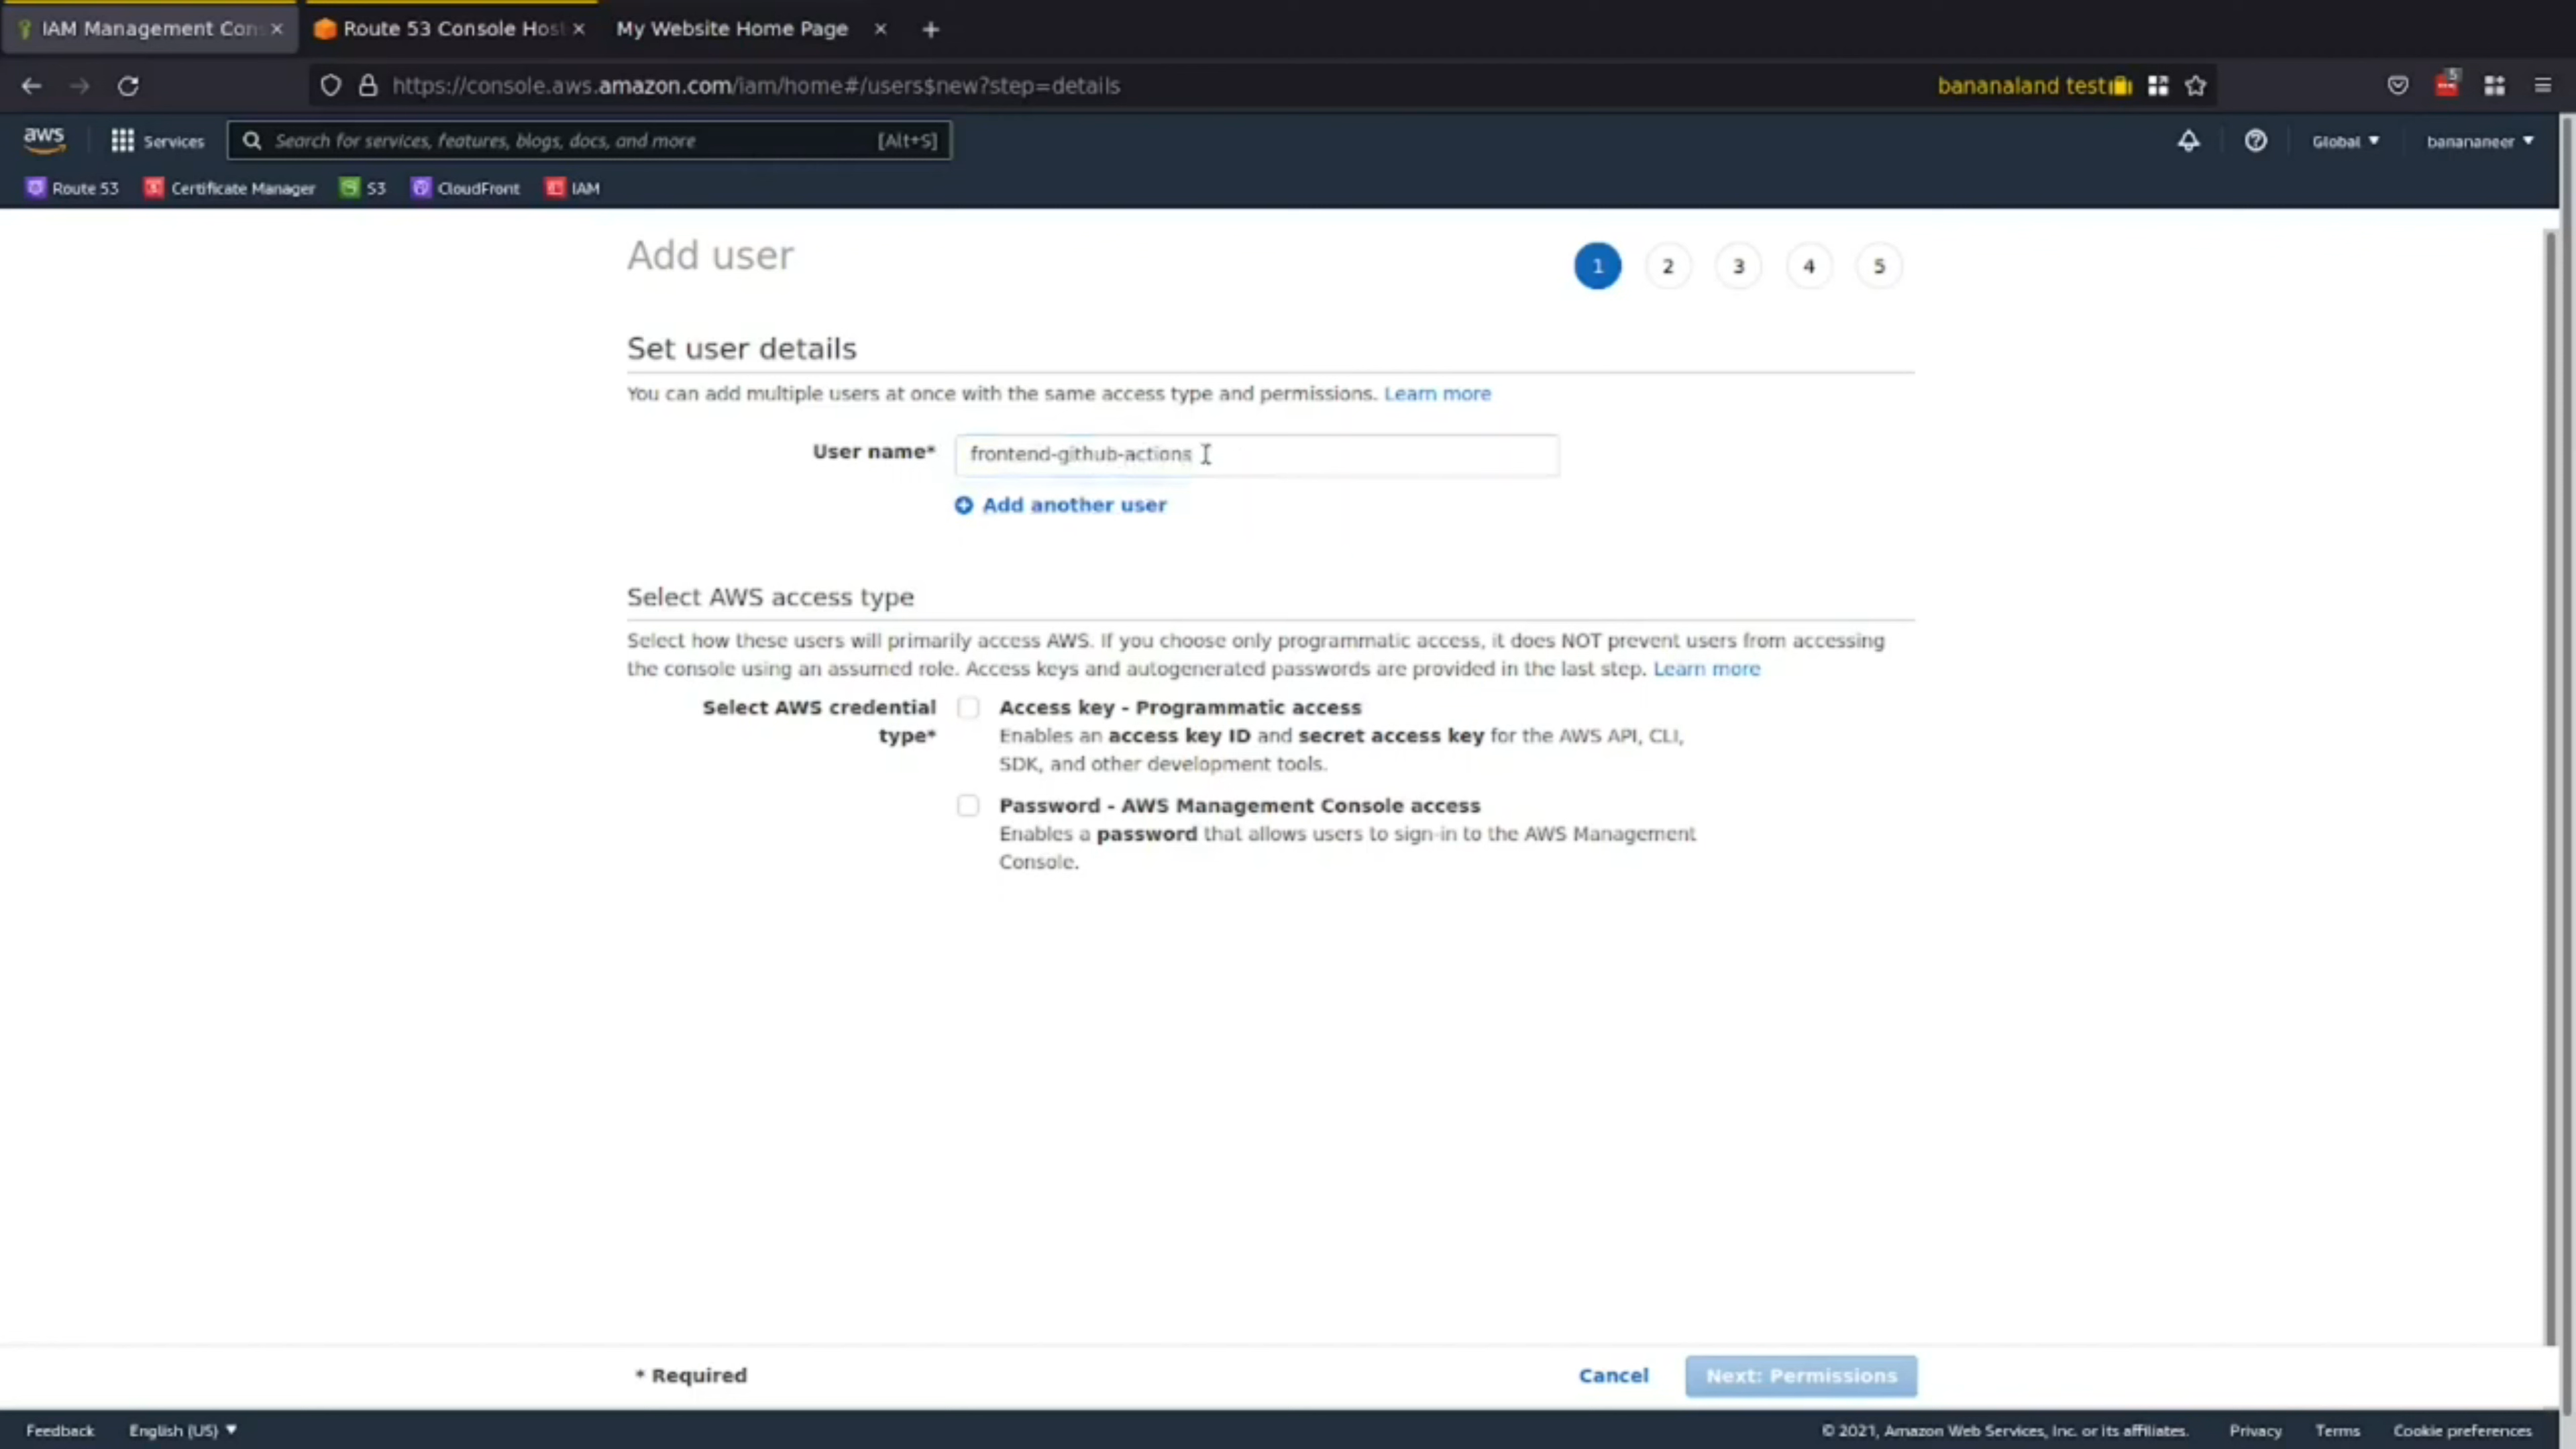 IAM Management Con
Route 53 Console Host
My Website Home Page
https://console.aws.amazon.com/iam/home#/users$new?step=details
bananaland test
5
aws
Services
Search for services, features, blogs, docs, and more
[Alt+S]
Global
banananeer
Route 53
Certificate Manager
S3
CloudFront
IAM
Add user
1
2
3
4
5
Set user details
You can add multiple users at once with the same access type and permissions. Learn more
User name*
frontend-github-actions
Add another user
Select AWS access type
Select how these users will primarily access AWS. If you choose only programmatic access, it does NOT prevent users from accessing
the console using an assumed role. Access keys and autogenerated passwords are provided in the last step. Learn more
Select AWS credential
type*
Access key - Programmatic access
Enables an access key ID and secret access key for the AWS API, CLI,
SDK, and other development tools.
Password - AWS Management Console access
Enables a password that allows users to sign-in to the AWS Management
Console.
* Required
Cancel
Next: Permissions
Feedback
English (US)
© 2021, Amazon Web Services, Inc. or its affiliates.
Privacy
Terms
Cookie preferences